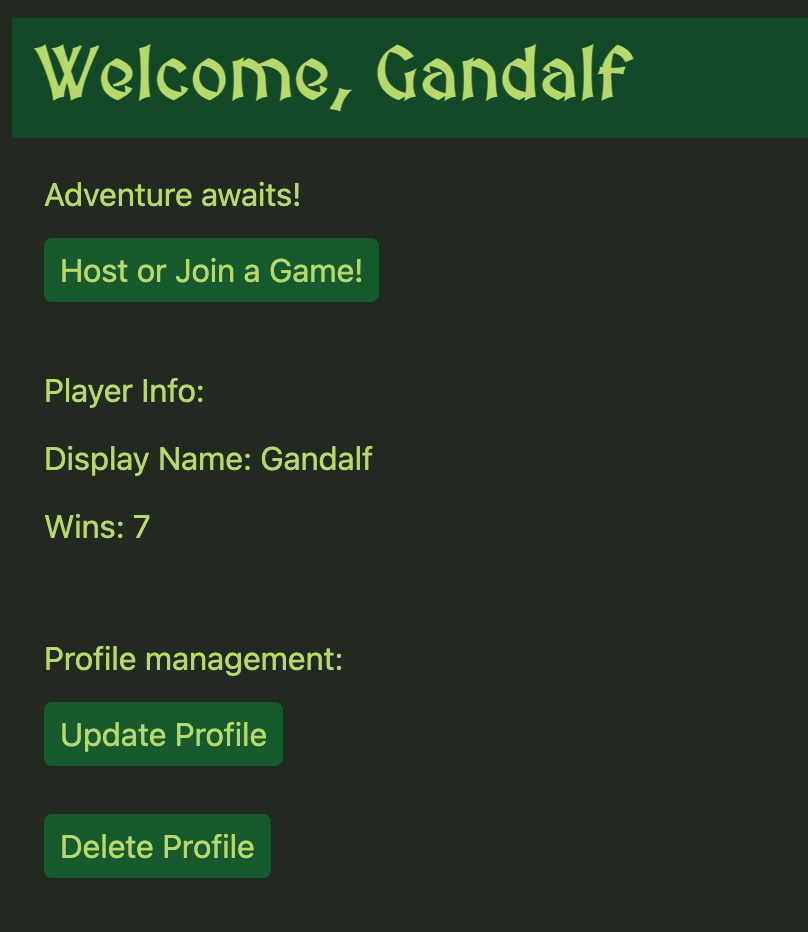 Welcome, Gandalf
Adventure awaits!
Host or Join a Game!
Player Info:
Display Name: Gandalf
Wins: 7
Profile management:
Update Profile
Delete Profile